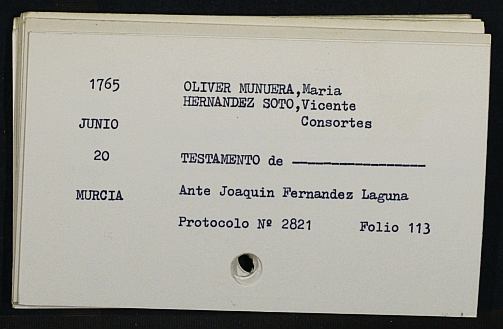 1765 OLIVER MUNUERA,Maria
HERNANDEZ SOTO,Vicente
JUNIO Consortes
20 TESTAMENTO de —————————
MURCIA Ante Joaquin Fernandez Laguna
Protocolo Nº 2821 Folio 113